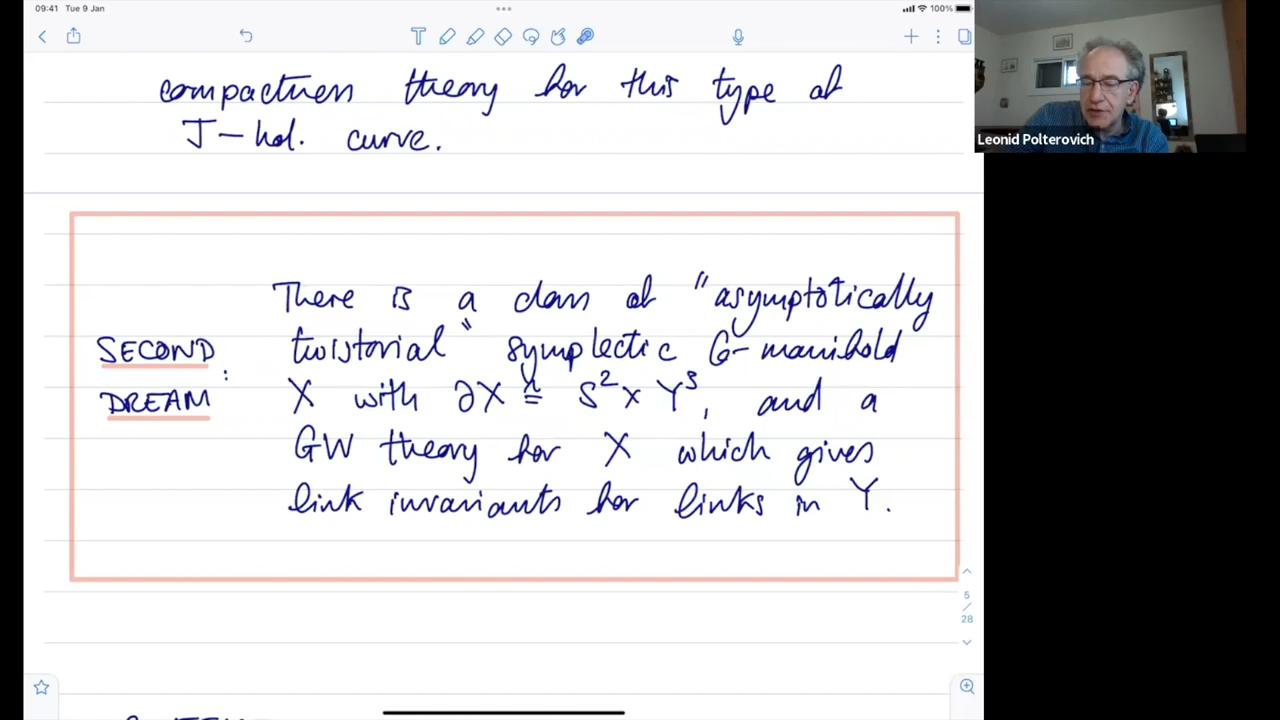 09:41 Tue 9 Jan
100%
compactness theory for this type of
J-hol. curve.
There is a class of "asymptotically
SECOND twistorial" symplectic 6-manifold
DREAM : X with ∂X ≅ S² × Y³, and a
GW theory for X which gives
link invariants for links in Y.
5
/
28
Leonid Polterovich